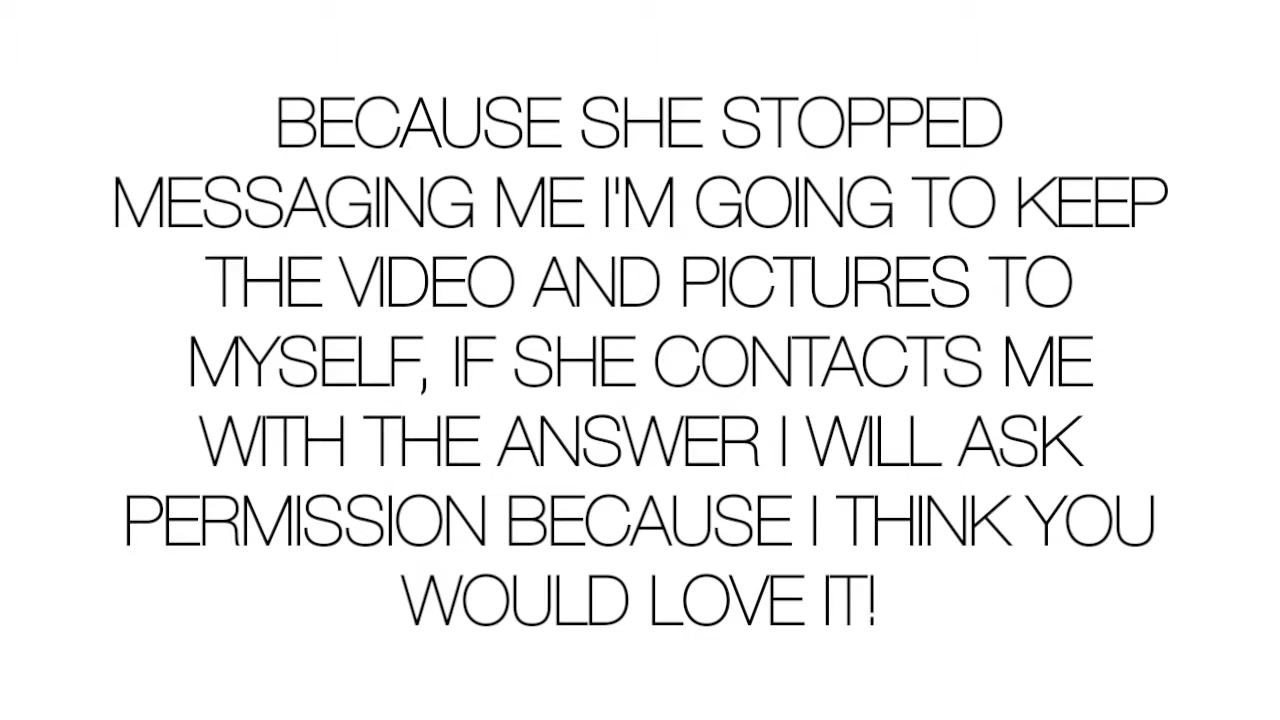 BECAUSE SHE STOPPED
MESSAGING ME I'M GOING TO KEEP
THE VIDEO AND PICTURES TO
MYSELF, IF SHE CONTACTS ME
WITH THE ANSWER I WILL ASK
PERMISSION BECAUSE I THINK YOU
WOULD LOVE IT!